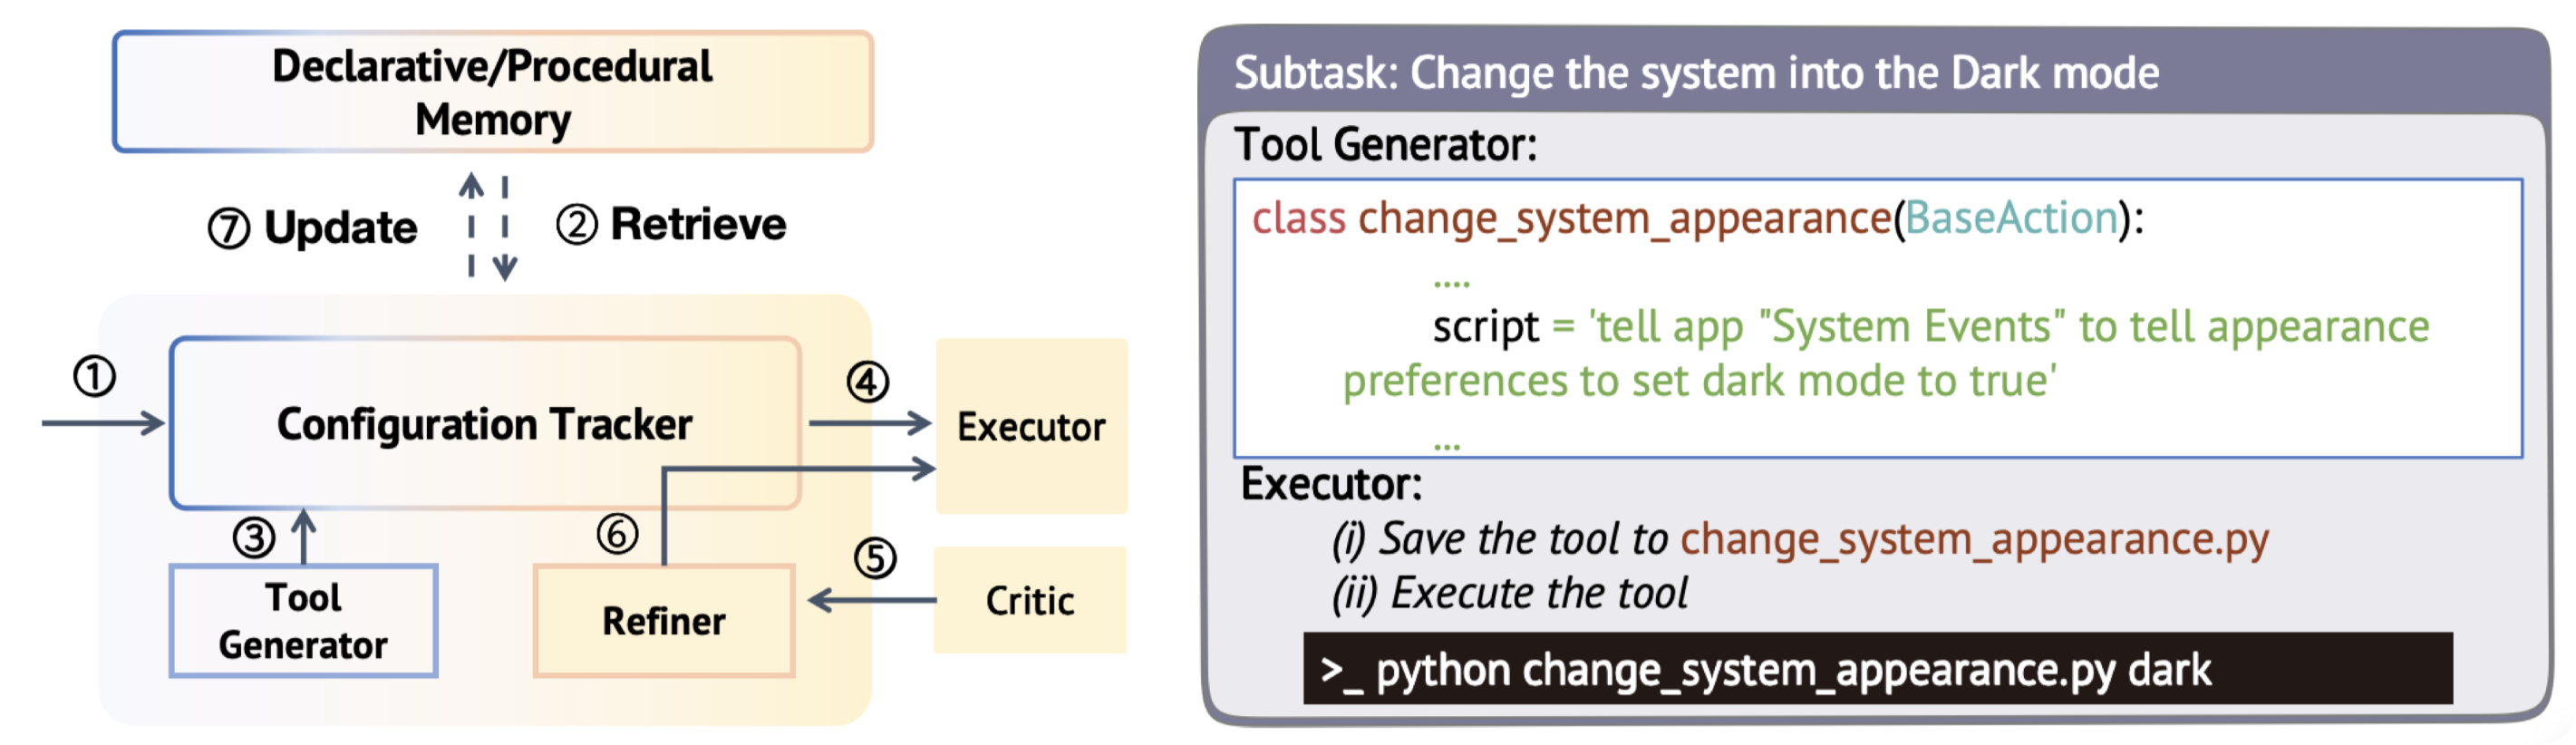 Declarative/Procedural
Memory
⑦ Update
② Retrieve
①
Configuration Tracker
④
Executor
③
⑥
⑤
Tool
Generator
Refiner
Critic
Subtask: Change the system into the Dark mode
Tool Generator:
class change_system_appearance(BaseAction):
....
script = 'tell app "System Events" to tell appearance
preferences to set dark mode to true'
...
Executor:
(i) Save the tool to change_system_appearance.py
(ii) Execute the tool
>_ python change_system_appearance.py dark